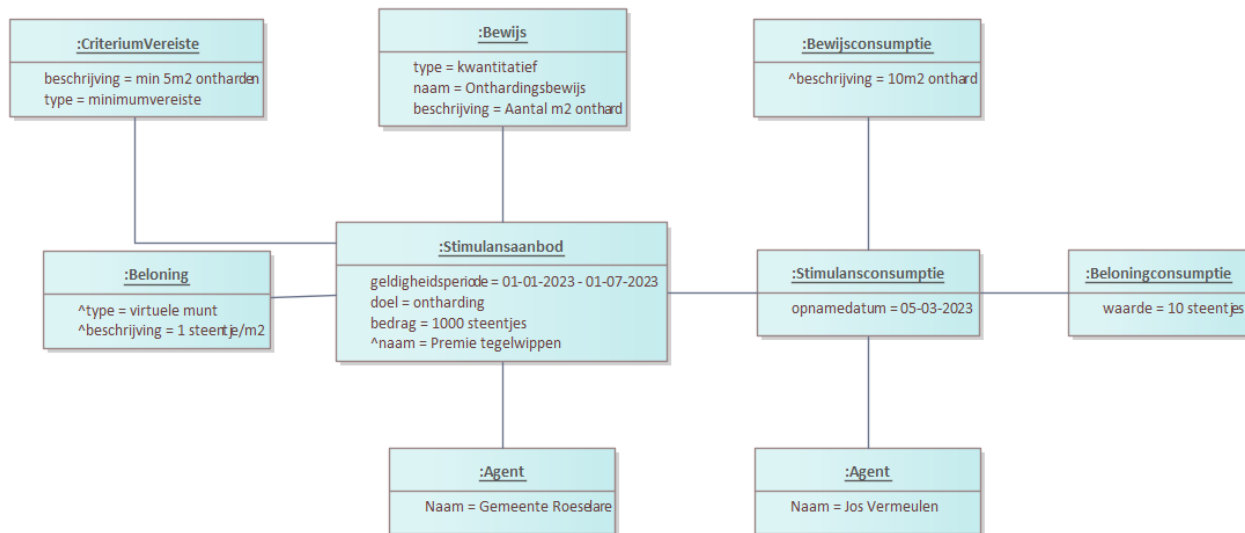 :CriteriumVereiste
beschrijving = min 5m2 ontharden
type = minimumvereiste
:Bewijs
type = kwantitatief
naam = Onthardingsbewijs
beschrijving = Aantal m2 onthard
:Bewijsconsumptie
^beschrijving = 10m2 onthard
:Beloning
^type = virtuele munt
^beschrijving = 1 steentje/m2
:Stimulansaanbod
geldigheidsperiode = 01-01-2023 - 01-07-2023
doel = ontharding
bedrag = 1000 steentjes
^naam = Premie tegelwippen
:Stimulansconsumptie
opnamedatum = 05-03-2023
:Beloningconsumptie
waarde = 10 steentjes
:Agent
Naam = Gemeente Roeselare
:Agent
Naam = Jos Vermeulen